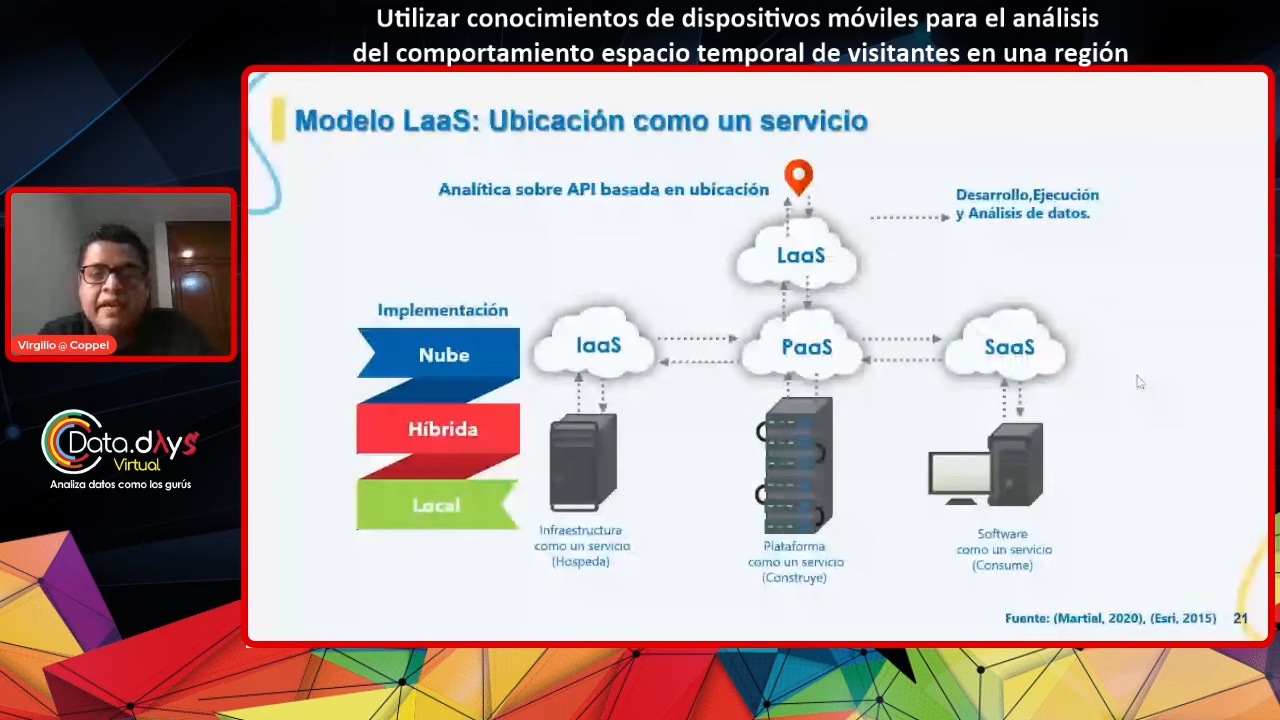 Utilizar conocimientos de dispositivos móviles para el análisis
del comportamiento espacio temporal de visitantes en una región
Modelo LaaS: Ubicación como un servicio
Analítica sobre API basada en ubicación
Desarrollo,Ejecución
y Análisis de datos.
LaaS
Implementación
Nube
Híbrida
Local
IaaS
PaaS
SaaS
Infraestructura
como un servicio
(Hospeda)
Plataforma
como un servicio
(Construye)
Software
como un servicio
(Consume)
Fuente: (Martial, 2020), (Esri, 2015) 21
Virgilio @ Coppel
Data.dAys
Virtual
Analiza datos como los gurús